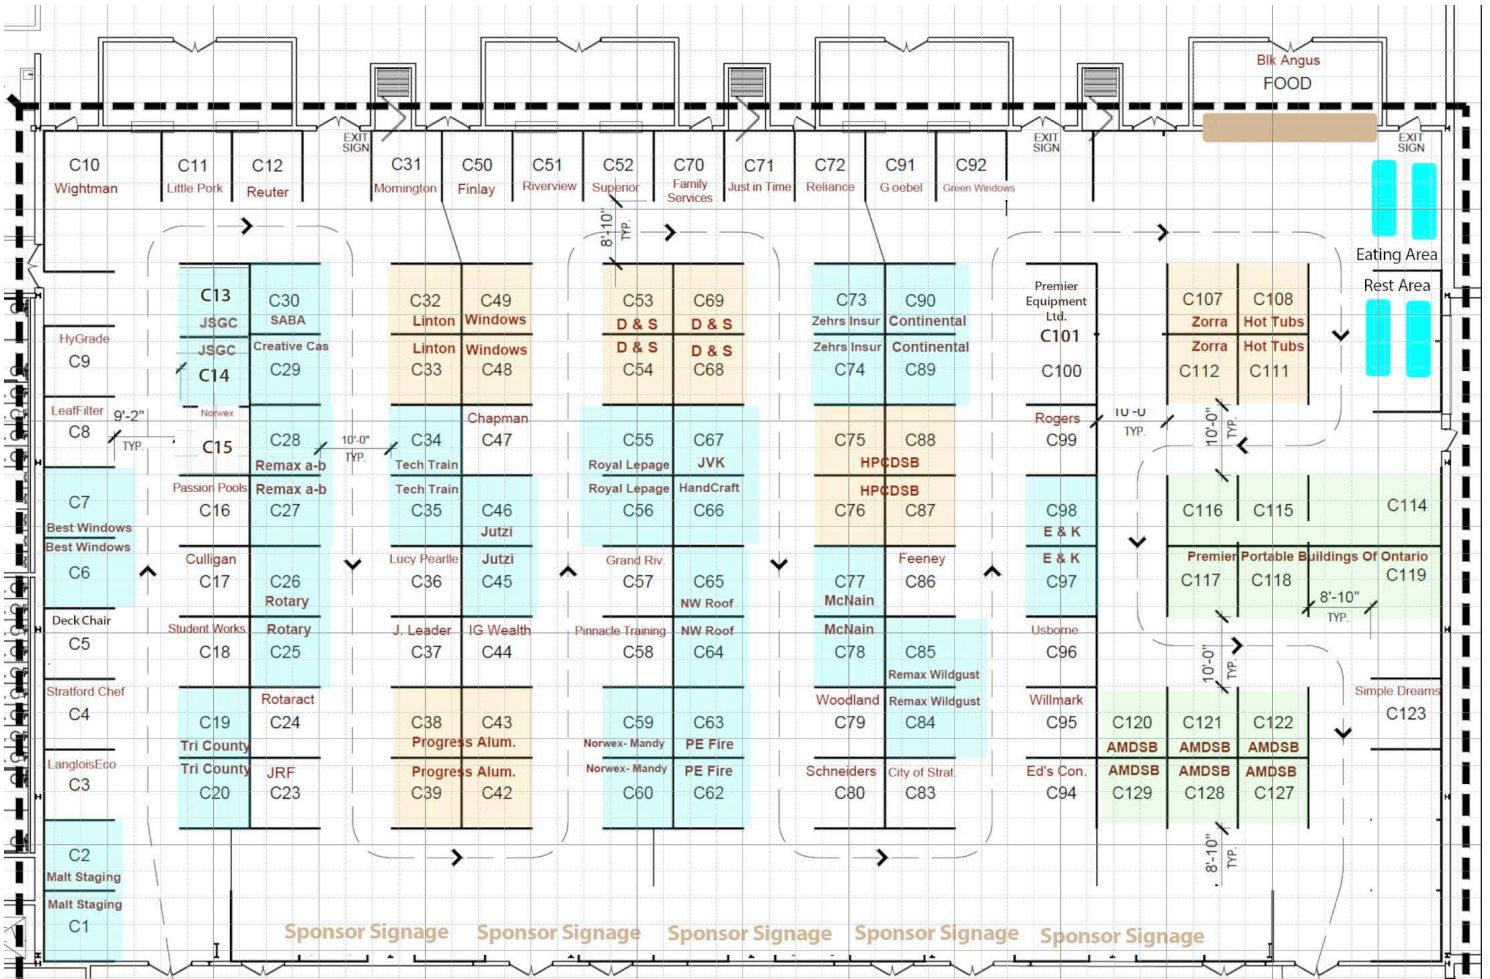 Blk Angus
FOOD
EXIT
SIGN
EXIT
SIGN
EXIT
SIGN
C10
Wightman
C11
Little Pork
C12
Reuter
C31
Mornington
C50
Finlay
C51
Riverview
C52
Superior
C70
Family
Services
C71
Just in Time
C72
Reliance
C91
Goebel
C92
Green Windows
8'-10"
TYP.
Eating Area
Rest Area
C13
JSGC
JSGC
C14
C30
SABA
Creative Cas
C29
C32
Linton
Linton
C33
C49
Windows
Windows
C48
C53
D & S
D & S
C54
C69
D & S
D & S
C68
C73
Zehrs Insur
Zehrs Insur
C74
C90
Continental
Continental
C89
Premier
Equipment
Ltd.
C101
C100
C107
Zorra
Zorra
C112
C108
Hot Tubs
Hot Tubs
C111
HyGrade
C9
LeafFilter
C8
9'-2"
TYP.
Norwex
C15
C28
Remax a-b
Remax a-b
C27
10'-0"
TYP.
C34
Tech Train
Tech Train
C35
Chapman
C47
C55
Royal Lepage
Royal Lepage
C56
C67
JVK
HandCraft
C66
C75
C88
HPCDSB
HPCDSB
C76
C87
Rogers
C99
10'-0"
TYP.
10'-0"
TYP.
C7
Best Windows
Best Windows
C6
Passion Pools
C16
C46
Jutzi
Jutzi
C45
C98
E & K
E & K
C97
C116
C115
C114
Premier Portable Buildings Of Ontario
C117
C118
C119
8'-10"
TYP.
Culligan
C17
C26
Rotary
Rotary
C25
Lucy Pearlle
C36
Grand Riv.
C57
C65
NW Roof
NW Roof
C64
C77
McNain
McNain
C78
Feeney
C86
Deck Chair
C5
Student Works
C18
J. Leader
C37
IG Wealth
C44
Pinnacle Training
C58
C85
Remax Wildgust
Remax Wildgust
C84
Usborne
C96
10'-0"
TYP.
Stratford Chef
C4
C19
Tri County
Tri County
C20
Rotaract
C24
C38
C43
Progress Alum.
Progress Alum.
C39
C42
C59
Norwex- Mandy
Norwex- Mandy
C60
C63
PE Fire
PE Fire
C62
Woodland
C79
Willmark
C95
C120
AMDSB
AMDSB
C129
C121
AMDSB
AMDSB
C128
C122
AMDSB
AMDSB
C127
Simple Dreams
C123
LangloisEco
C3
JRF
C23
Schneiders
C80
City of Strat.
C83
Ed's Con.
C94
8'-10"
TYP.
C2
Malt Staging
Malt Staging
C1
Sponsor Signage
Sponsor Signage
Sponsor Signage
Sponsor Signage
Sponsor Signage